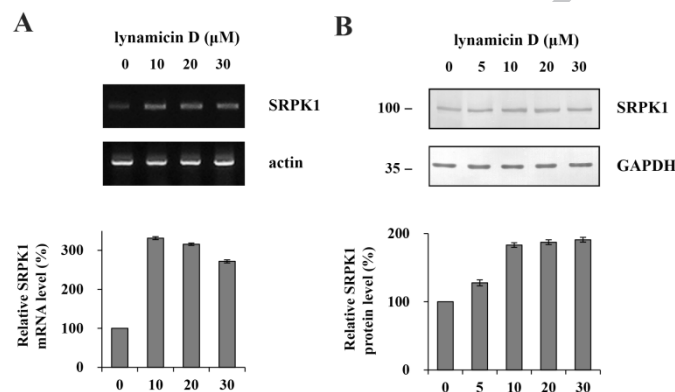 A
lynamicin D (µM)
0 10 20 30
SRPK1
actin
Relative SRPK1
mRNA level (%)
300
200
100
0
0 10 20 30
B
lynamicin D (µM)
0 5 10 20 30
100 –
SRPK1
35 –
GAPDH
Relative SRPK1
protein level (%)
200
100
0
0 5 10 20 30